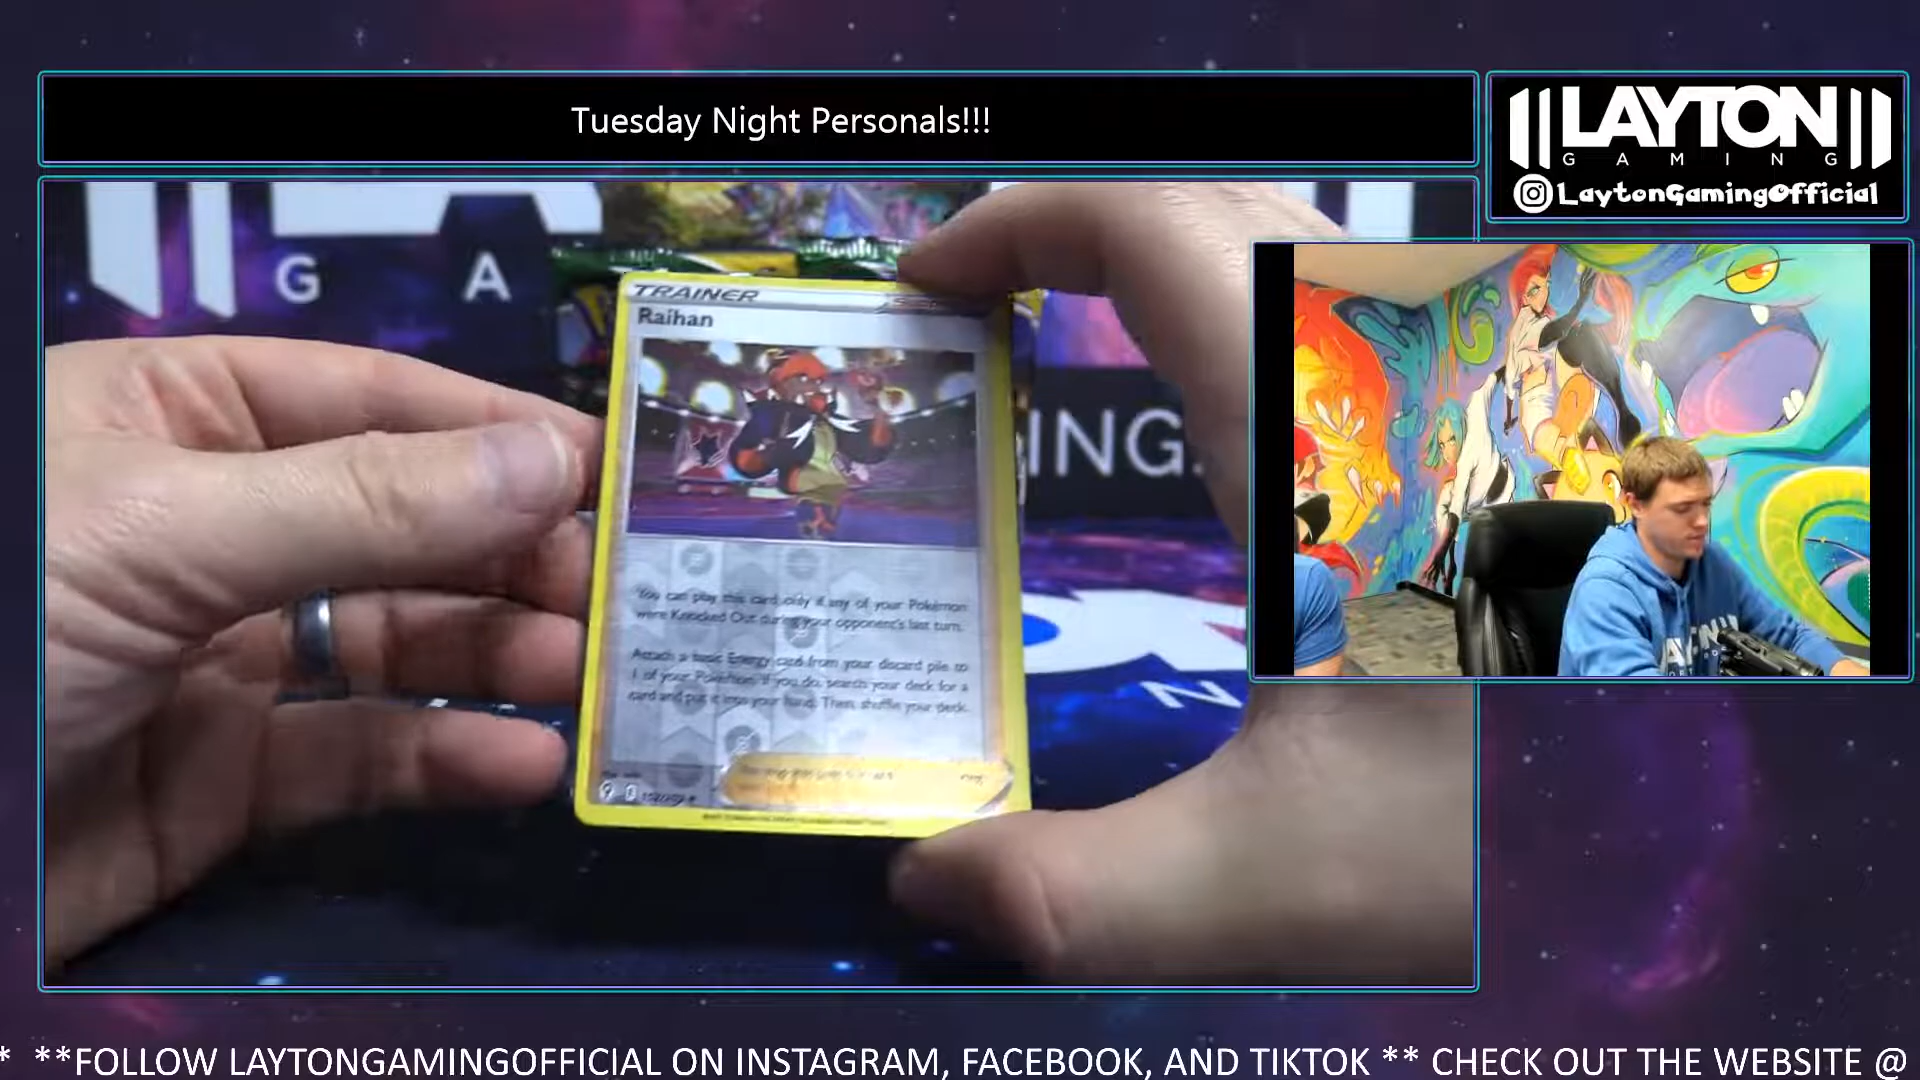 Tuesday Night Personals!!!
LAYTON
GAMING
LaytonGamingOfficial
G A
ING.
N
TRAINER
Raihan
You can play this card only if any of your Pokémon
were Knocked Out during your opponent's last turn.
Attach a basic Energy card from your discard pile to
1 of your Pokémon. If you do, search your deck for a
card and put it into your hand. Then, shuffle your deck.
* **FOLLOW LAYTONGAMINGOFFICIAL ON INSTAGRAM, FACEBOOK, AND TIKTOK ** CHECK OUT THE WEBSITE @